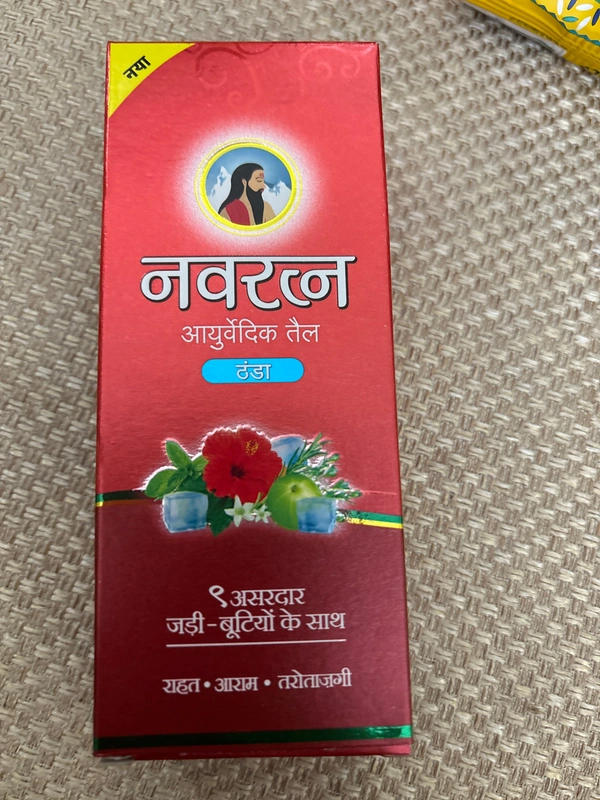 नया
नवरत्न
आयुर्वेदिक तैल
ठंडा
९ असरदार
जड़ी-बूटियों के साथ
राहत • आराम • तरोताज़गी